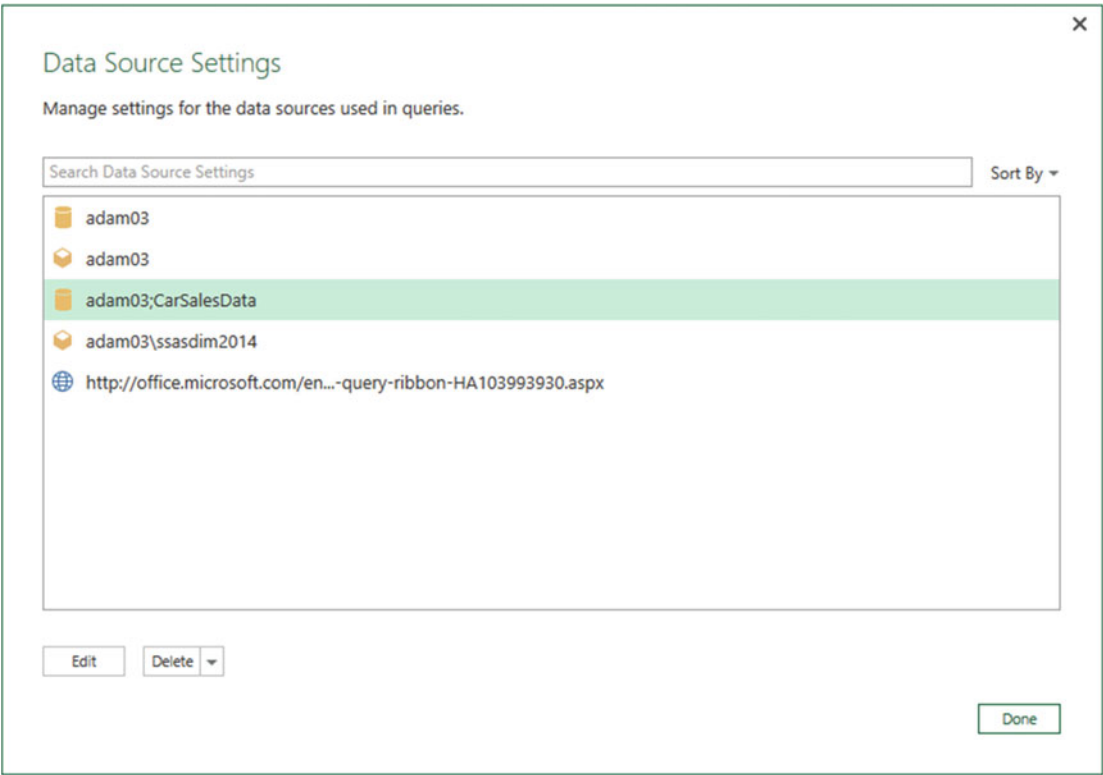 Data Source Settings
Manage settings for the data sources used in queries.
Search Data Source Settings
Sort By
adam03
adam03
adam03;CarSalesData
adam03\ssasdim2014
http://office.microsoft.com/en...-query-ribbon-HA103993930.aspx
Edit
Delete
Done